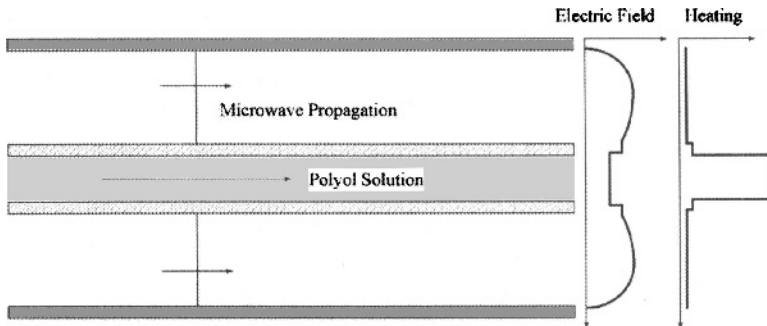 Electric Field
Heating
Microwave Propagation
Polyol Solution